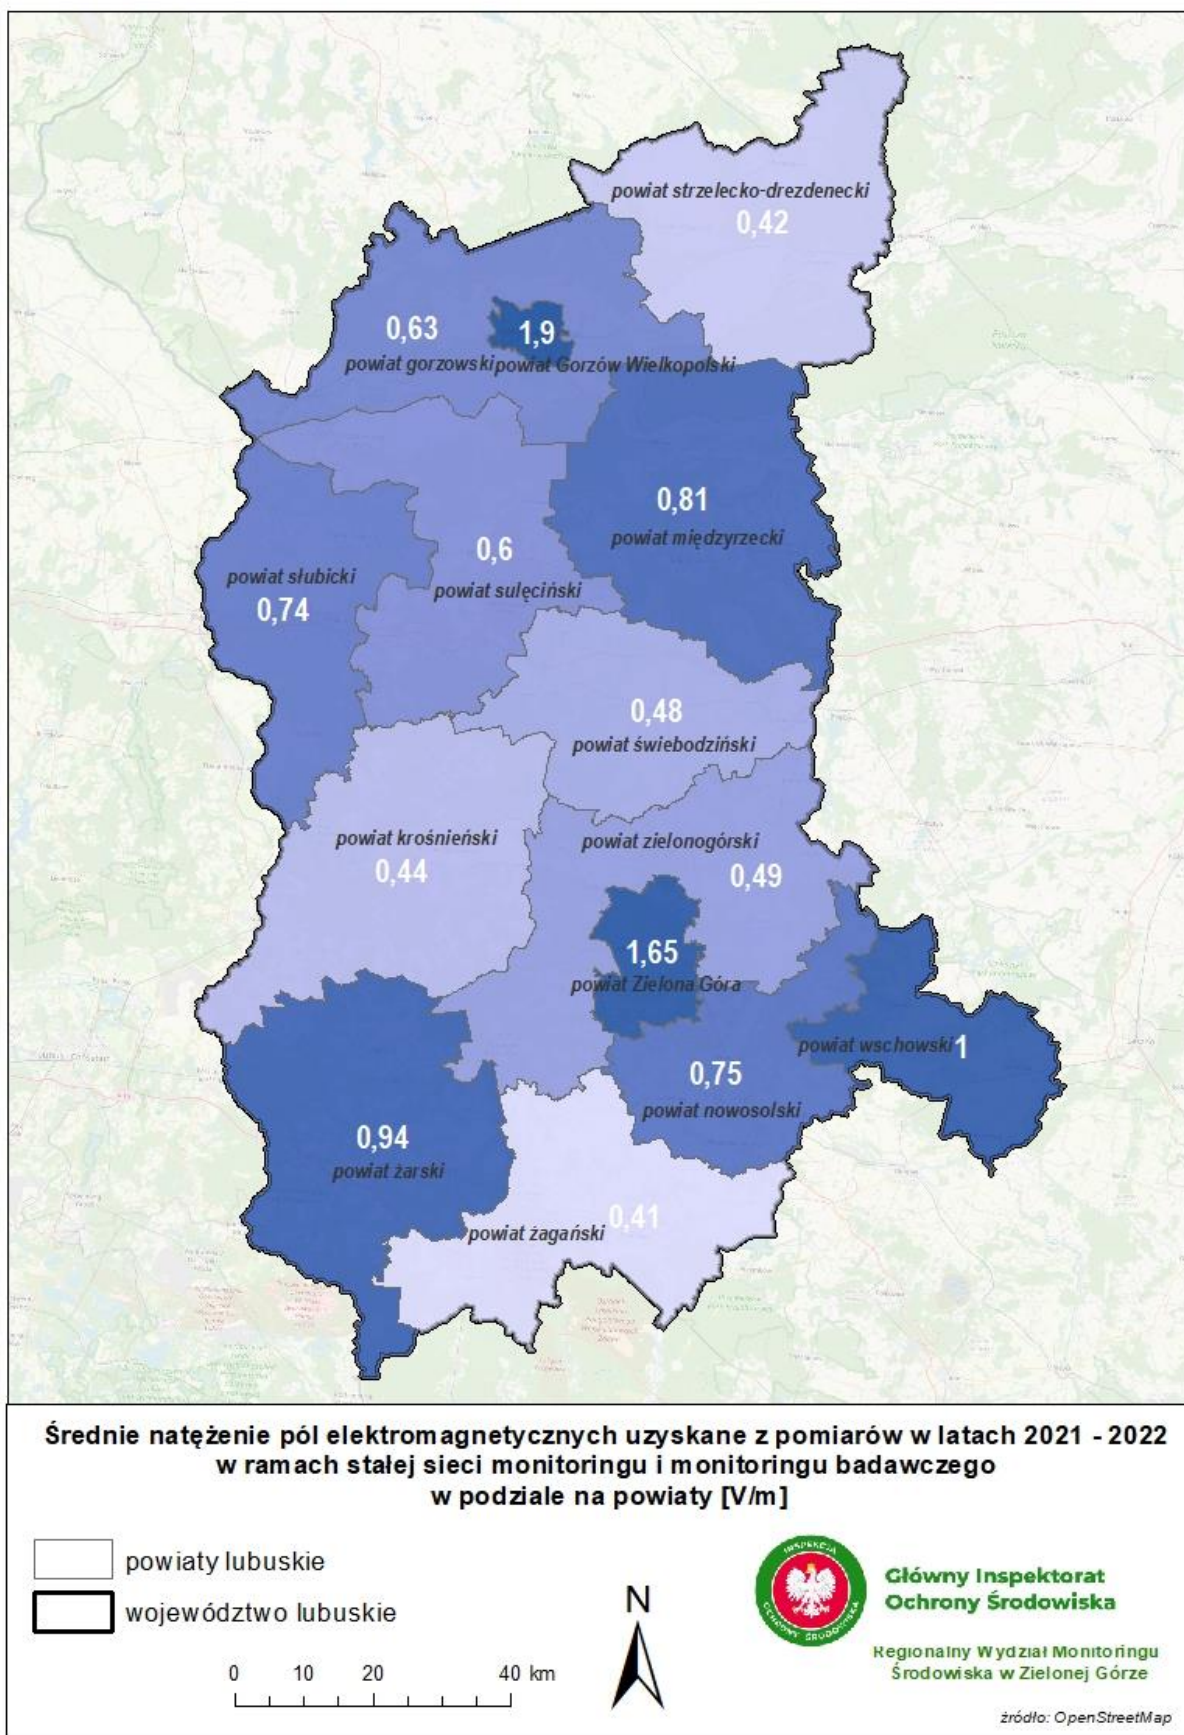 powiat strzelecko-drezdenecki
0,42
0,63
1,9
powiat gorzowski
powiat Gorzów Wielkopolski
0,81
powiat międzyrzecki
0,6
powiat sulęciński
powiat słubicki
0,74
0,48
powiat świebodziński
powiat krośnieński
0,44
powiat zielonogórski
0,49
1,65
powiat Zielona Góra
powiat wschowski 1
0,75
powiat nowosolski
0,94
powiat żarski
powiat żagański 0,41
Średnie natężenie pól elektromagnetycznych uzyskane z pomiarów w latach 2021 - 2022
w ramach stałej sieci monitoringu i monitoringu badawczego
w podziale na powiaty [V/m]
powiaty lubuskie
województwo lubuskie
0 10 20 40 km
N
INSPEKCJA
OCHRONY ŚRODOWISKA
Główny Inspektorat
Ochrony Środowiska
Regionalny Wydział Monitoringu
Środowiska w Zielonej Górze
źródło: OpenStreetMap